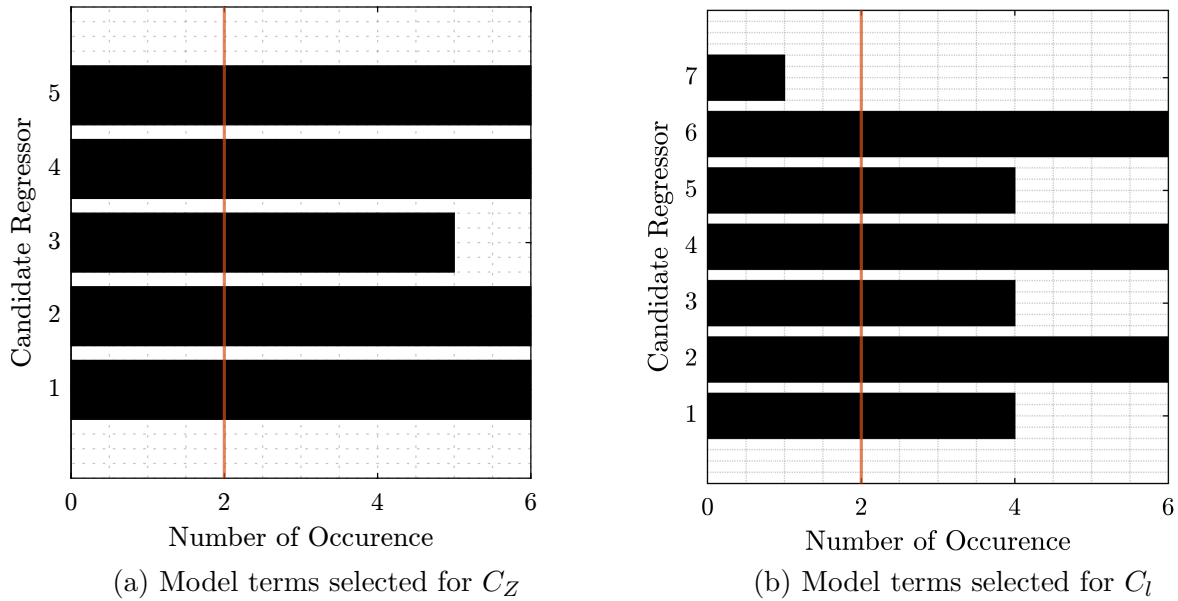 Candidate Regressor
5
4
3
2
1
0 2 4 6
Number of Occurence
(a) Model terms selected for C_Z
Candidate Regressor
7
6
5
4
3
2
1
0 2 4 6
Number of Occurence
(b) Model terms selected for C_l